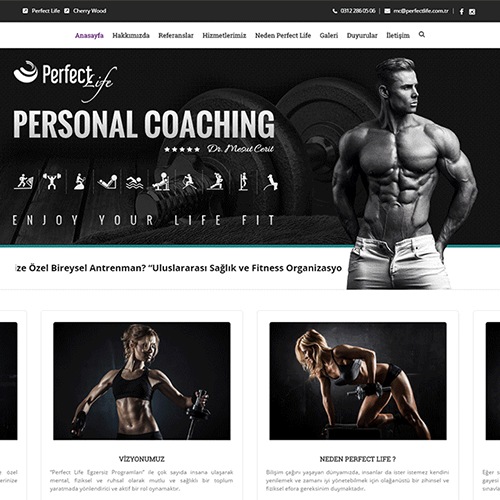 Perfect Life Cherry Wood 0312 286 05 06 mc@perfectlife.com.tr
Anasayfa Hakkımızda Referanslar Hizmetlerimiz Neden Perfect Life Galeri Duyurular İletişim
Perfect
Life
PERSONAL COACHING
Dr. Mesut Cerit
ENJOY YOUR LIFE FIT
ize Özel Bireysel Antrenman? “Uluslararası Sağlık ve Fitness Organizasyo
VİZYONUMUZ
"Perfect Life Egzersiz Programları" ile çok sayıda insana ulaşarak
mental, fiziksel ve ruhsal olarak mutlu ve sağlıklı bir toplum
yaratmada yönlendirici ve aktif bir rol oynamaktır.
NEDEN PERFECT LIFE ?
Bilişim çağını yaşayan dünyamızda, insanlar da ister istemez kendini
yenilemek ve zamanı iyi yönetebilmek için olağanüstü bir zihinsel ve
fiziksel efora gereksinim duymaktadır.